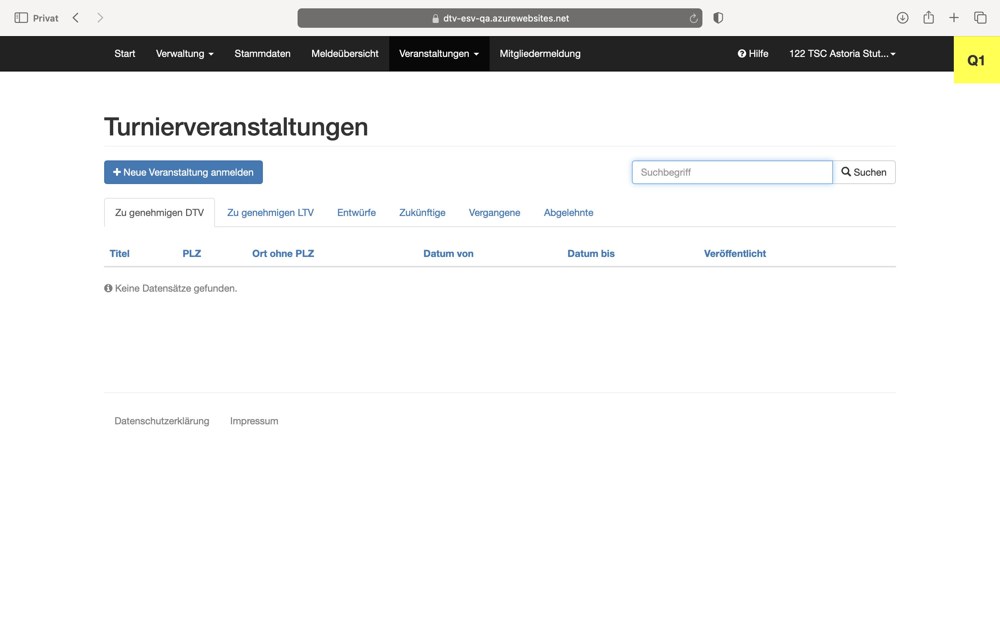 Privat
dtv-esv-qa.azurewebsites.net
Start Verwaltung Stammdaten Meldeübersicht Veranstaltungen Mitgliedermeldung Hilfe 122 TSC Astoria Stut...
Q1
Turnierveranstaltungen
Neue Veranstaltung anmelden Suchbegriff Suchen
Zu genehmigen DTV Zu genehmigen LTV Entwürfe Zukünftige Vergangene Abgelehnte
Titel PLZ Ort ohne PLZ Datum von Datum bis Veröffentlicht
Keine Datensätze gefunden.
Datenschutzerklärung Impressum